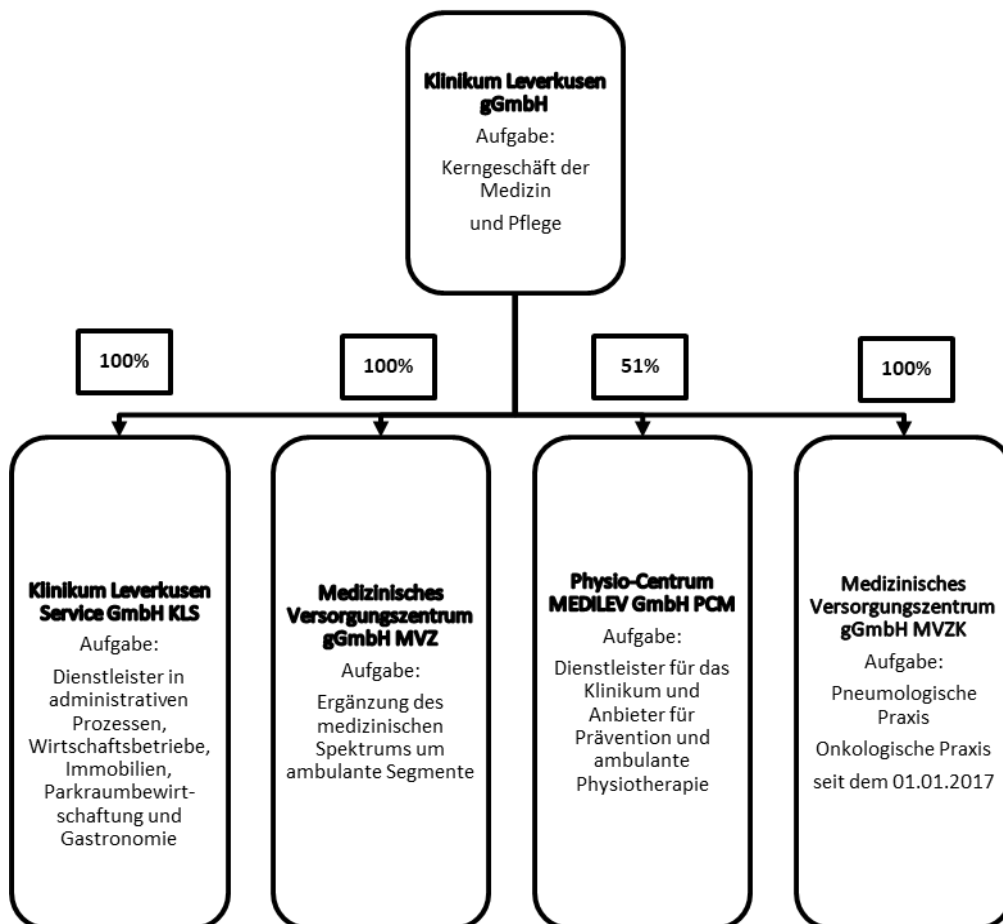 Klinikum Leverkusen
gGmbH
Aufgabe:
Kerngeschäft der
Medizin
und Pflege
100%
100%
51%
100%
Klinikum Leverkusen
Service GmbH KLS
Aufgabe:
Dienstleister in
administrativen
Prozessen,
Wirtschaftsbetriebe,
Immobilien,
Parkraumbewirt-
schaftung und
Gastronomie
Medizinisches
Versorgungszentrum
gGmbH MVZ
Aufgabe:
Ergänzung des
medizinischen
Spektrums um
ambulante Segmente
Physio-Centrum
MEDILEV GmbH PCM
Aufgabe:
Dienstleister für das
Klinikum und
Anbieter für
Prävention und
ambulante
Physiotherapie
Medizinisches
Versorgungszentrum
gGmbH MVZK
Aufgabe:
Pneumologische
Praxis
Onkologische Praxis
seit dem 01.01.2017